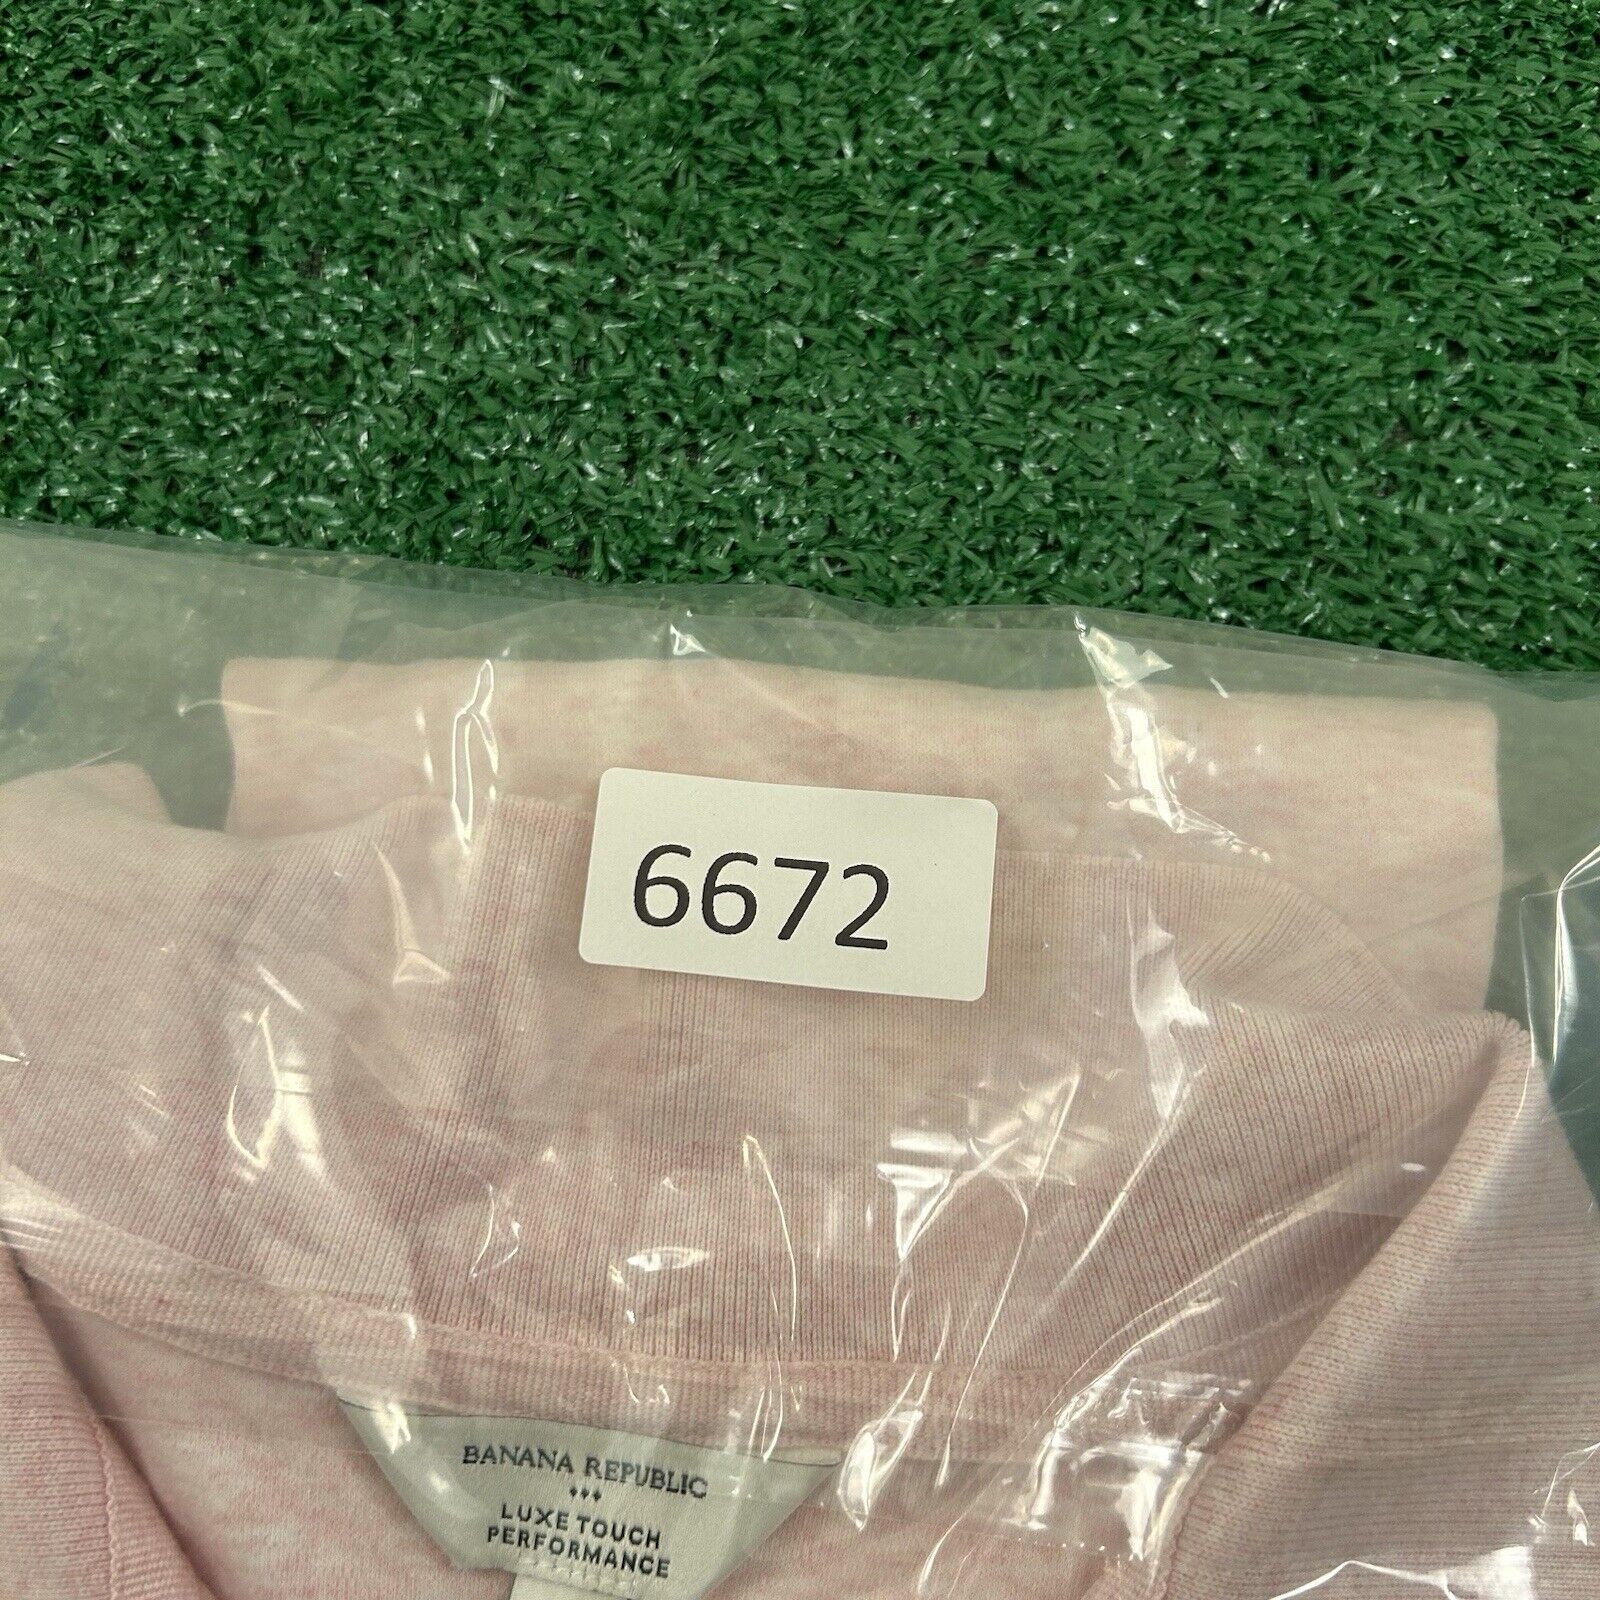 6672
BANANA REPUBLIC
LUXE TOUCH
PERFORMANCE